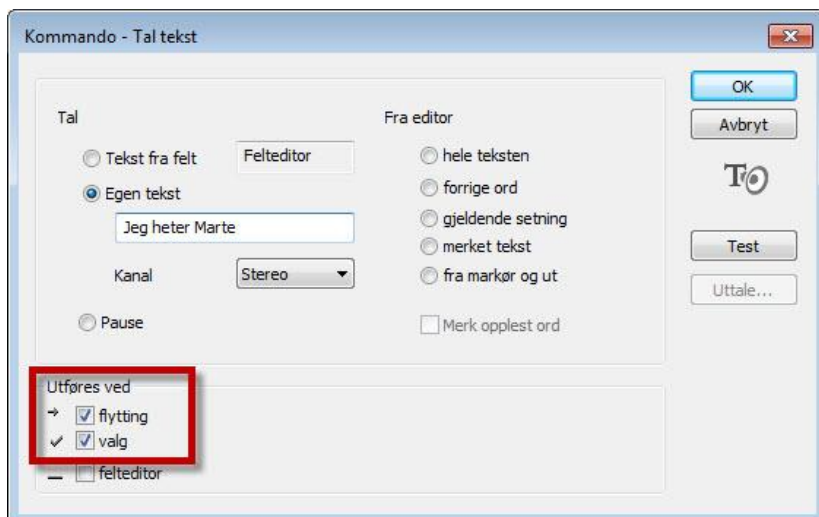 Kommando - Tal tekst
OK
Avbryt
Tal
Fra editor
Tekst fra felt
Felteditor
hele teksten
Egen tekst
forrige ord
Jeg heter Marte
gjeldende setning
merket tekst
Test
Kanal
Stereo
fra markør og ut
Uttale...
Pause
Merk opplest ord
Utføres ved
flytting
valg
felteditor